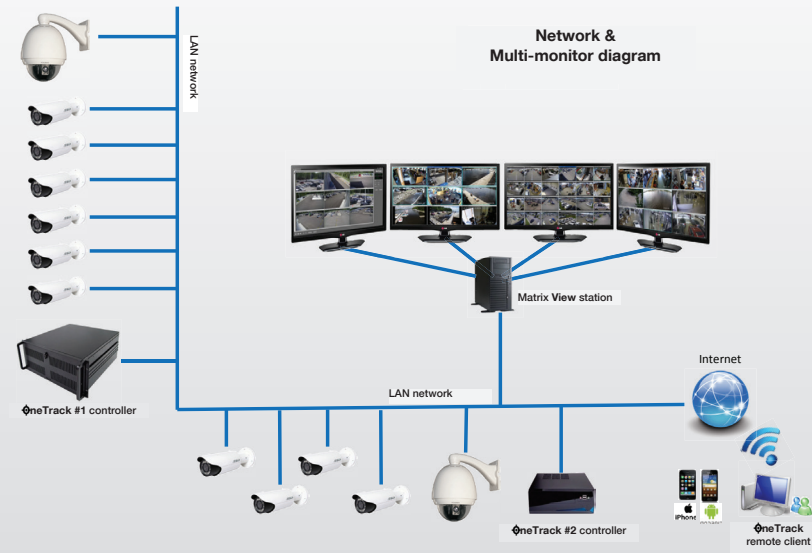 Network &
Multi-monitor diagram
LAN network
Matrix View station
OneTrack #1 controller
LAN network
Internet
OneTrack #2 controller
iPhone
OneTrack
remote client